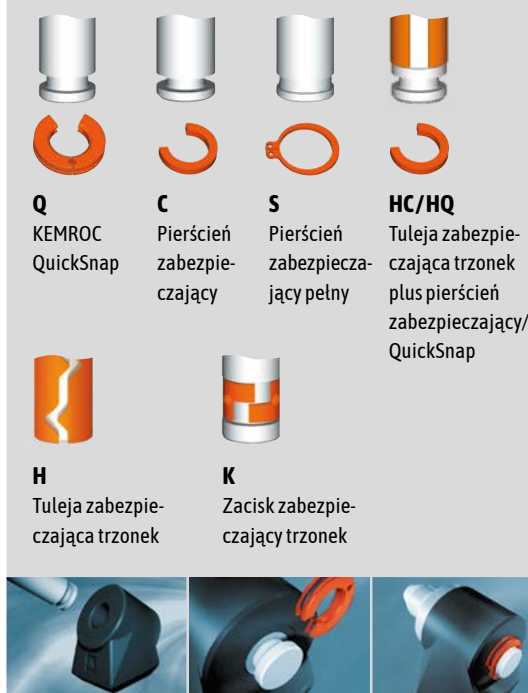 Q
KEMROC
QuickSnap
C
Pierścień
zabezpie-
czający
S
Pierścień
zabezpiecza-
jący pełny
HC/HQ
Tuleja zabezpie-
czająca trzonek
plus pierścień
zabezpieczający/
QuickSnap
H
Tuleja zabezpie-
czająca trzonek
K
Zacisk zabezpie-
czający trzonek